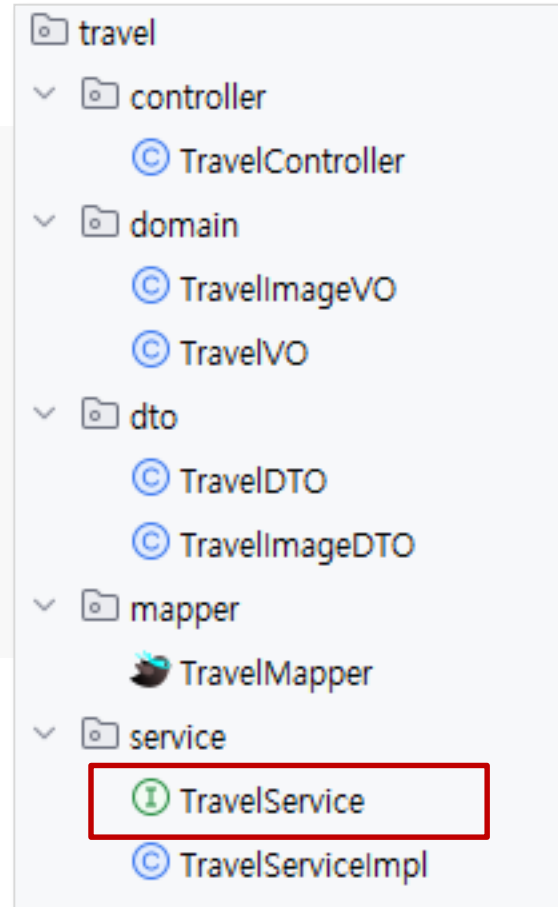 travel
controller
C TravelController
domain
C TravelImageVO
C TravelVO
dto
C TravelDTO
C TravelImageDTO
mapper
TravelMapper
service
I TravelService
C TravelServiceImpl